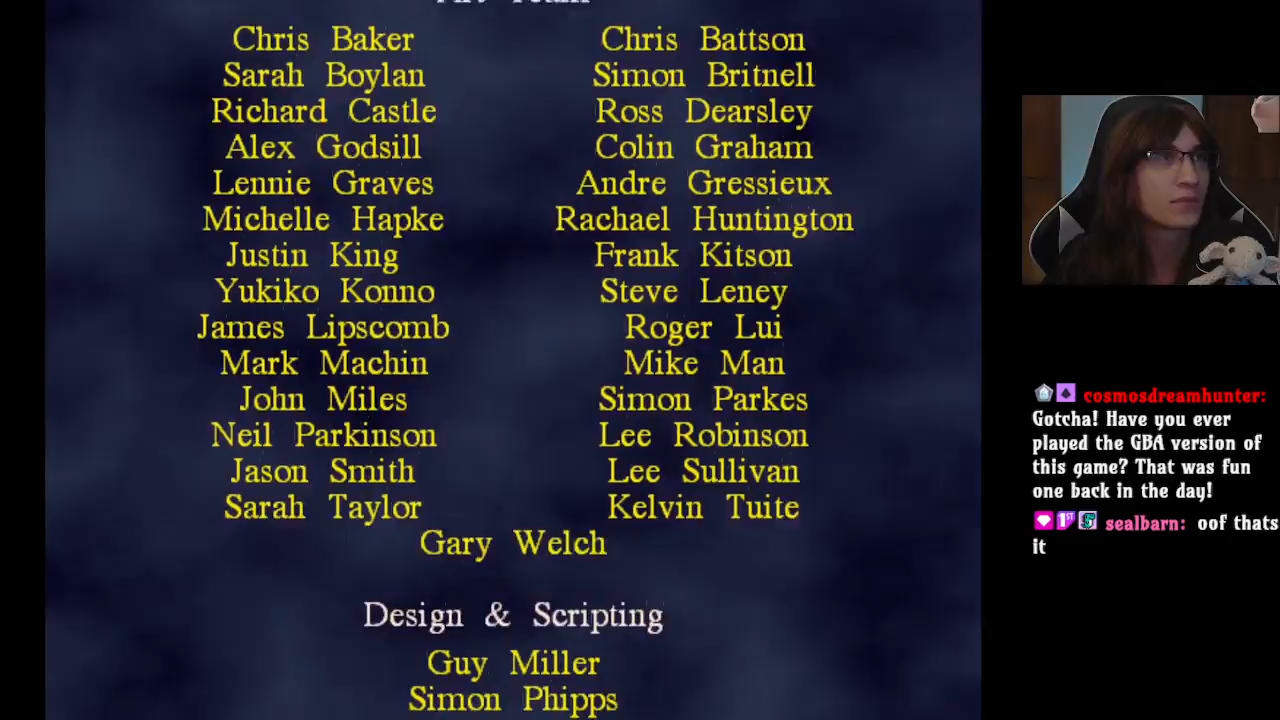 Art Team
Chris Baker Chris Battson
Sarah Boylan Simon Britnell
Richard Castle Ross Dearsley
Alex Godsill Colin Graham
Lennie Graves Andre Gressieux
Michelle Hapke Rachael Huntington
Justin King Frank Kitson
Yukiko Konno Steve Leney
James Lipscomb Roger Lui
Mark Machin Mike Man
John Miles Simon Parkes
Neil Parkinson Lee Robinson
Jason Smith Lee Sullivan
Sarah Taylor Kelvin Tuite
Gary Welch
Design & Scripting
Guy Miller
Simon Phipps
cosmosdreamhunter:
Gotcha! Have you ever
played the GBA version of
this game? That was fun
one back in the day!
1ST sealbarn: oof thats
it